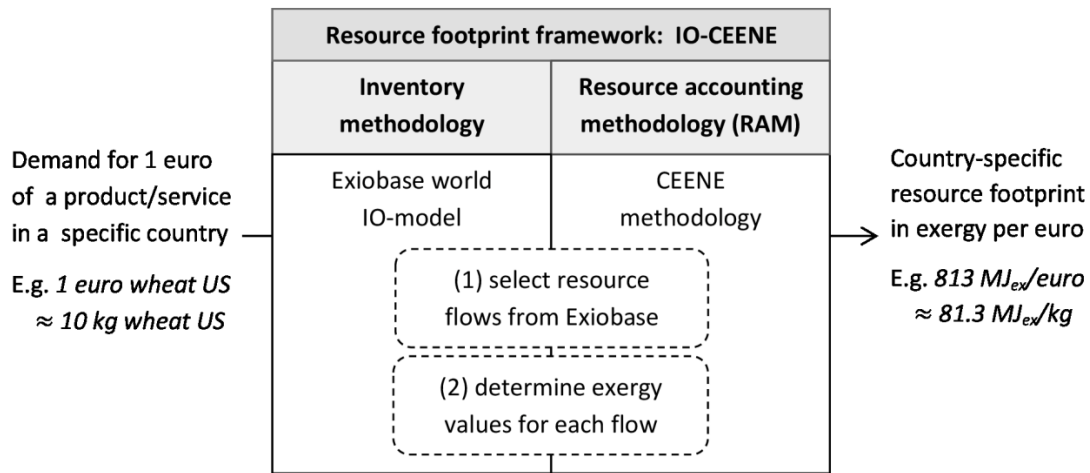 Resource footprint framework: IO-CEENE
Inventory
methodology
Resource accounting
methodology (RAM)
Demand for 1 euro
of a product/service
in a specific country
E.g. 1 euro wheat US
≈ 10 kg wheat US
Exiobase world
IO-model
CEENE
methodology
(1) select resource
flows from Exiobase
(2) determine exergy
values for each flow
Country-specific
resource footprint
in exergy per euro
E.g. 813 MJex/euro
≈ 81.3 MJex/kg